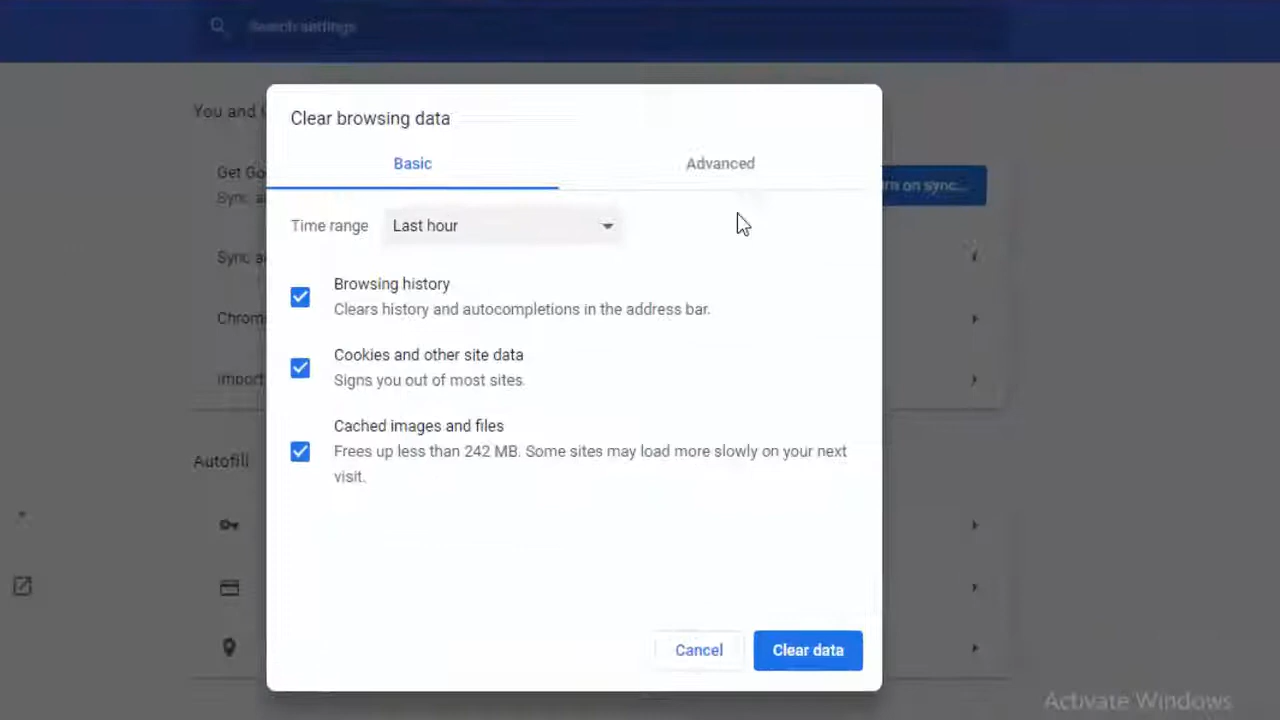 Search settings
You and
Clear browsing data
Basic
Advanced
Get Go
Sync a
Time range
Last hour
Sync a
Browsing history
Clears history and autocompletions in the address bar.
Chrom
Cookies and other site data
Signs you out of most sites.
Import
Cached images and files
Frees up less than 242 MB. Some sites may load more slowly on your next
visit.
Autofill
Cancel
Clear data
on sync...
Activate Windows